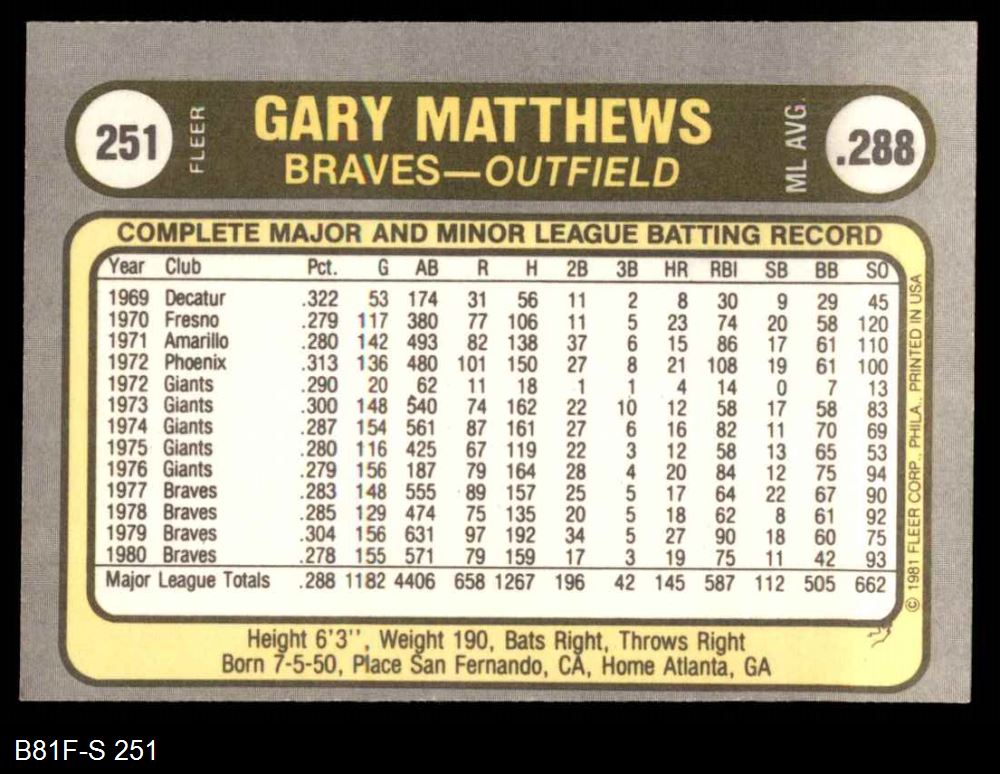 251 FLEER GARY MATTHEWS ML AVG. .288
BRAVES—OUTFIELD
COMPLETE MAJOR AND MINOR LEAGUE BATTING RECORD
Year Club Pct. G AB R H 2B 3B HR RBI SB BB SO
1969 Decatur .322 53 174 31 56 11 2 8 30 9 29 45
1970 Fresno .279 117 380 77 106 11 5 23 74 20 58 120
1971 Amarillo .280 142 493 82 138 37 6 15 86 17 61 110
1972 Phoenix .313 136 480 101 150 27 8 21 108 19 61 100
1972 Giants .290 20 62 11 18 1 1 4 14 0 7 13
1973 Giants .300 148 540 74 162 22 10 12 58 17 58 83
1974 Giants .287 154 561 87 161 27 6 16 82 11 70 69
1975 Giants .280 116 425 67 119 22 3 12 58 13 65 53
1976 Giants .279 156 187 79 164 28 4 20 84 12 75 94
1977 Braves .283 148 555 89 157 25 5 17 64 22 67 90
1978 Braves .285 129 474 75 135 20 5 18 62 8 61 92
1979 Braves .304 156 631 97 192 34 5 27 90 18 60 75
1980 Braves .278 155 571 79 159 17 3 19 75 11 42 93
Major League Totals .288 1182 4406 658 1267 196 42 145 587 112 505 662
© 1981 FLEER CORP., PHILA., PRINTED IN USA
Height 6'3'', Weight 190, Bats Right, Throws Right
Born 7-5-50, Place San Fernando, CA, Home Atlanta, GA
B81F-S 251